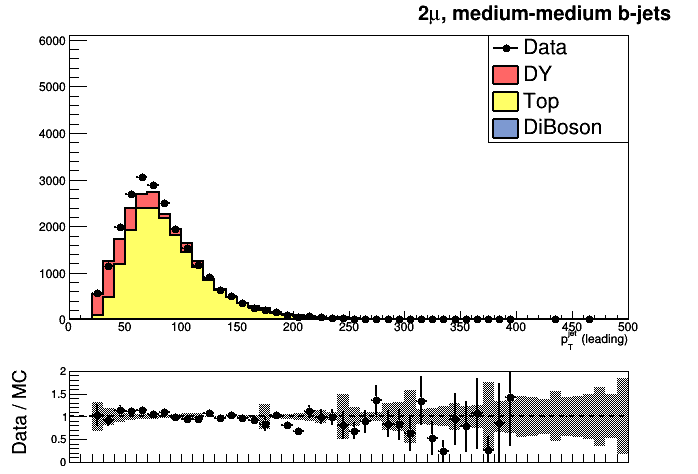 2μ, medium-medium b-jets
6000
5000
4000
3000
2000
1000
0
Data
DY
Top
DiBoson
0 50 100 150 200 250 300 350 400 450 500
p_T^jet (leading)
Data / MC
2
1.5
1
0.5
0